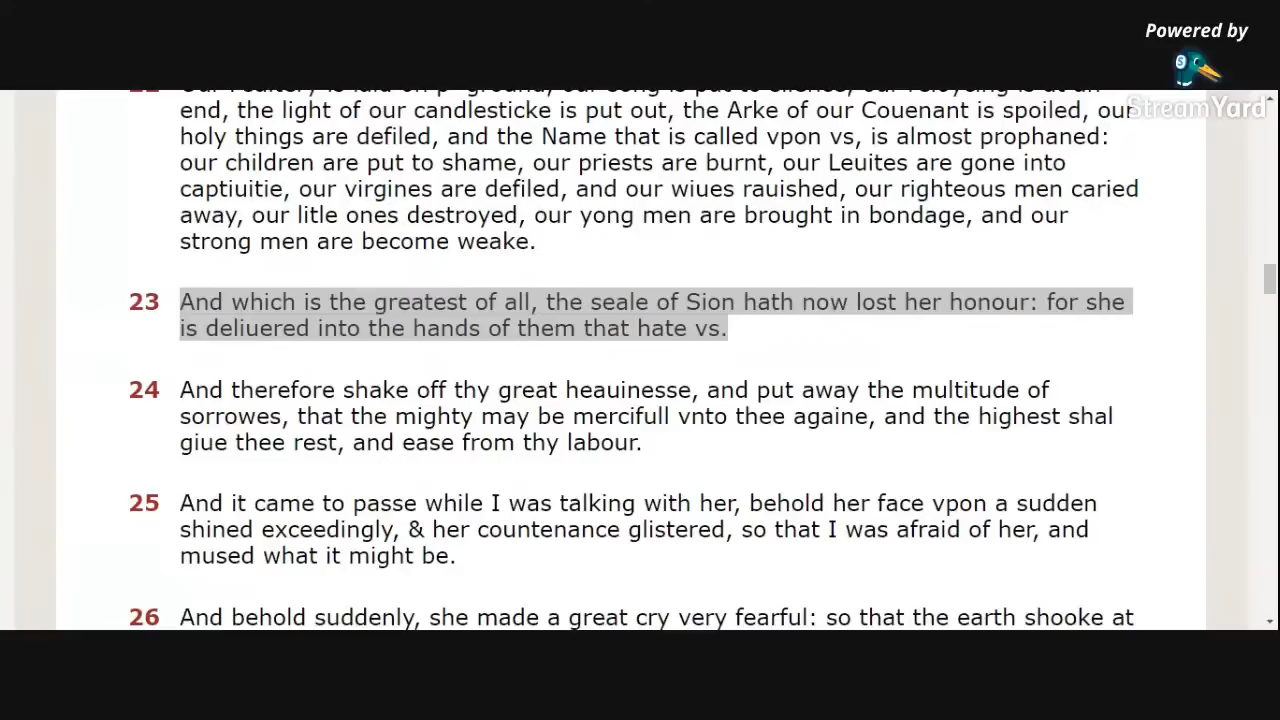 Powered by
StreamYard
end, the light of our candlesticke is put out, the Arke of our Couenant is spoiled, our
holy things are defiled, and the Name that is called vpon vs, is almost prophaned:
our children are put to shame, our priests are burnt, our Leuites are gone into
captiuitie, our virgines are defiled, and our wiues rauished, our righteous men caried
away, our litle ones destroyed, our yong men are brought in bondage, and our
strong men are become weake.
23 And which is the greatest of all, the seale of Sion hath now lost her honour: for she
is deliuered into the hands of them that hate vs.
24 And therefore shake off thy great heauinesse, and put away the multitude of
sorrowes, that the mighty may be mercifull vnto thee againe, and the highest shal
giue thee rest, and ease from thy labour.
25 And it came to passe while I was talking with her, behold her face vpon a sudden
shined exceedingly, & her countenance glistered, so that I was afraid of her, and
mused what it might be.
26 And behold suddenly, she made a great cry very fearful: so that the earth shooke at